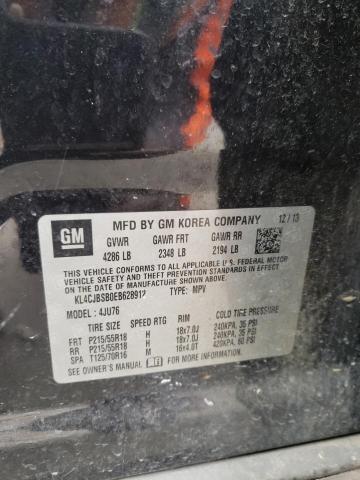 GM
MFD BY GM KOREA COMPANY 12 / 13
GVWR GAWR FRT GAWR RR
4286 LB 2348 LB 2194 LB
THIS VEHICLE CONFORMS TO ALL APPLICABLE U.S. FEDERAL MOTOR
VEHICLE SAFETY AND THEFT PREVENTION STANDARDS IN EFFECT
ON THE DATE OF MANUFACTURE SHOWN ABOVE.
KL4CJBSB0EB628912 TYPE: MPV
MODEL : 4JU76
TIRE SIZE SPEED RTG RIM COLD TIRE PRESSURE
FRT P215/55R18 H 18x7.0J 240KPA, 35 PSI
RR P215/55R18 H 18x7.0J 240KPA, 35 PSI
SPA T125/70R16 M 16x4.0T 420KPA, 60 PSI
SEE OWNER'S MANUAL FOR ADDITIONAL INFORMATION